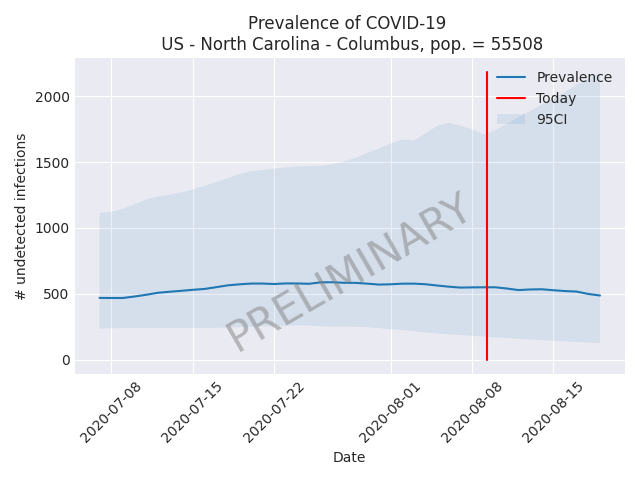 Prevalence of COVID-19
US - North Carolina - Columbus, pop. = 55508
Prevalence
Today
95CI
# undetected infections
2000
1500
1000
500
0
PRELIMINARY
2020-07-08
2020-07-15
2020-07-22
2020-08-01
2020-08-08
2020-08-15
Date